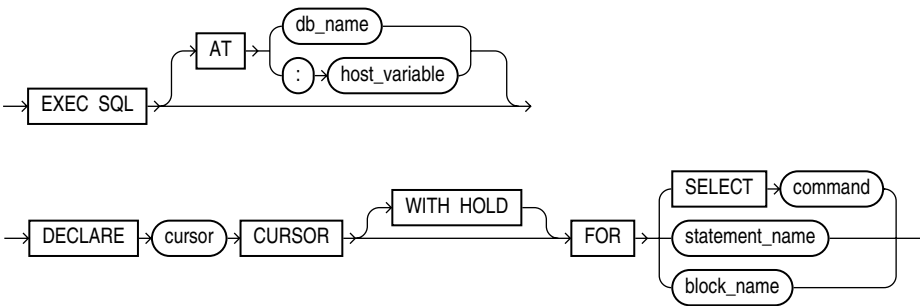 db_name
AT
: host_variable
EXEC SQL
SELECT command
WITH HOLD
DECLARE cursor CURSOR FOR statement_name
block_name